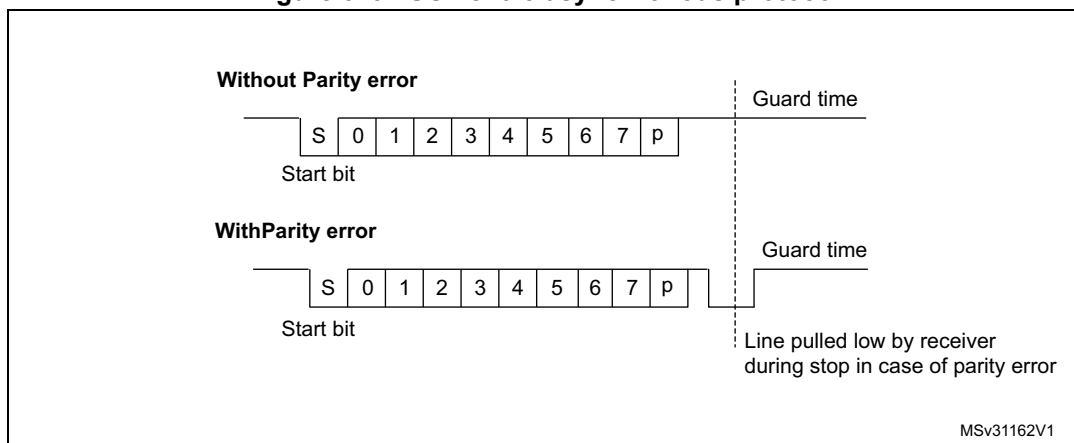 Without Parity error
Guard time
S 0 1 2 3 4 5 6 7 p
Start bit
WithParity error
Guard time
S 0 1 2 3 4 5 6 7 p
Start bit
Line pulled low by receiver
during stop in case of parity error
MSv31162V1